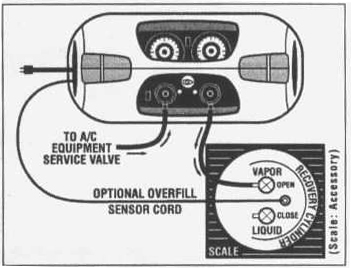 TO A/C
EQUIPMENT
SERVICE VALVE
OPTIONAL OVERFILL
SENSOR CORD
VAPOR
OPEN
CLOSE
LIQUID
RECOVERY CYLINDER
SCALE
(Scale: Accessory)